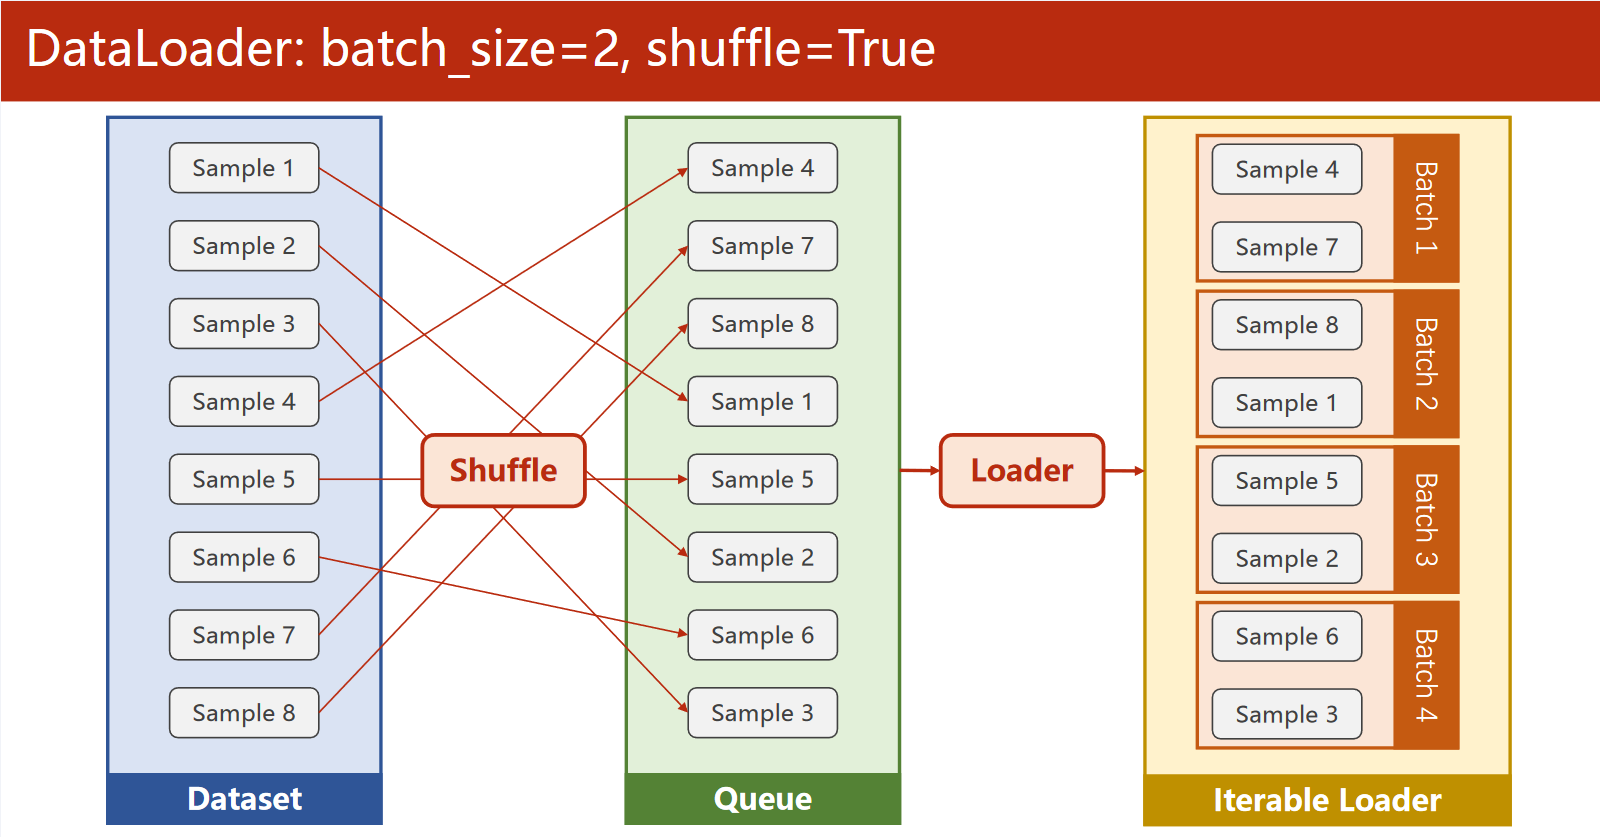 DataLoader: batch_size=2, shuffle=True
Sample 1
Sample 2
Sample 3
Sample 4
Sample 5
Sample 6
Sample 7
Sample 8
Dataset
Shuffle
Sample 4
Sample 7
Sample 8
Sample 1
Sample 5
Sample 2
Sample 6
Sample 3
Queue
Loader
Sample 4
Sample 7
Batch 1
Sample 8
Sample 1
Batch 2
Sample 5
Sample 2
Batch 3
Sample 6
Sample 3
Batch 4
Iterable Loader